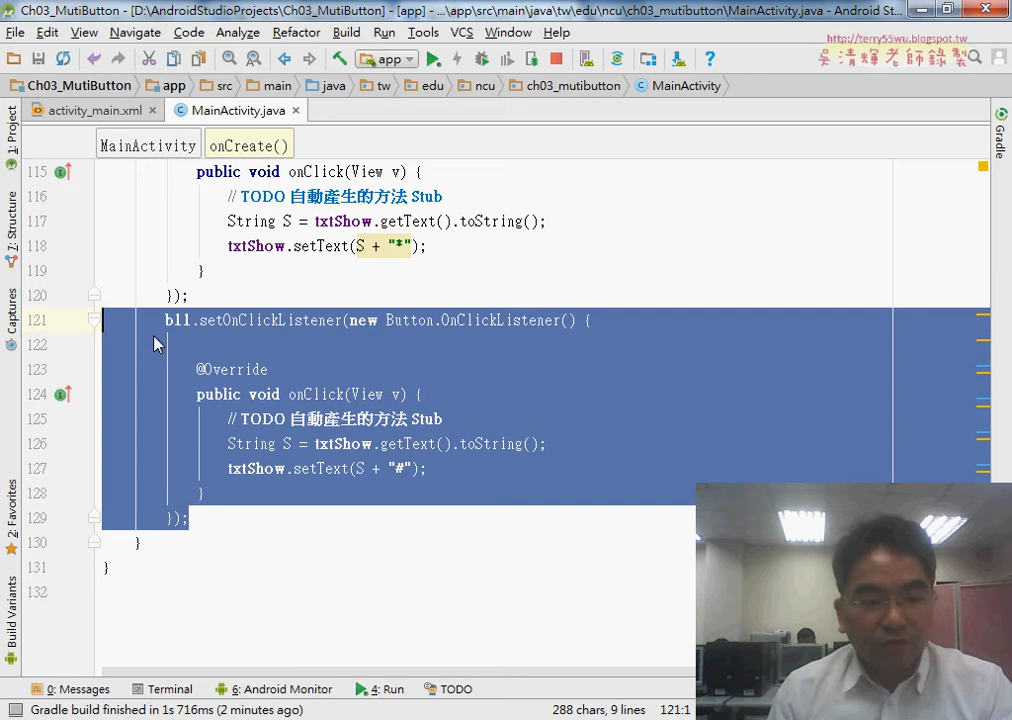 Ch03_MutiButton - [D:\AndroidStudioProjects\Ch03_MutiButton] - [app] - ...\app\src\main\java\tw\edu\ncu\ch03_mutibutton\MainActivity.java - Android St...
File Edit View Navigate Code Analyze Refactor Build Run Tools VCS Window Help
http://terry55wu.blogspot.tw
app
吳清輝老師錄製
Ch03_MutiButton app src main java tw edu ncu ch03_mutibutton MainActivity
activity_main.xml MainActivity.java
MainActivity onCreate()
115 public void onClick(View v) {
116 // TODO 自動產生的方法 Stub
117 String S = txtShow.getText().toString();
118 txtShow.setText(S + "*");
119 }
120 });
121 b11.setOnClickListener(new Button.OnClickListener() {
122
123 @Override
124 public void onClick(View v) {
125 // TODO 自動產生的方法 Stub
126 String S = txtShow.getText().toString();
127 txtShow.setText(S + "#");
128 }
129 });
130 }
131 }
132
1: Project
7: Structure
Captures
2: Favorites
Build Variants
Gradle
0: Messages Terminal 6: Android Monitor 4: Run TODO
Gradle build finished in 1s 716ms (2 minutes ago) 288 chars, 9 lines 121:1